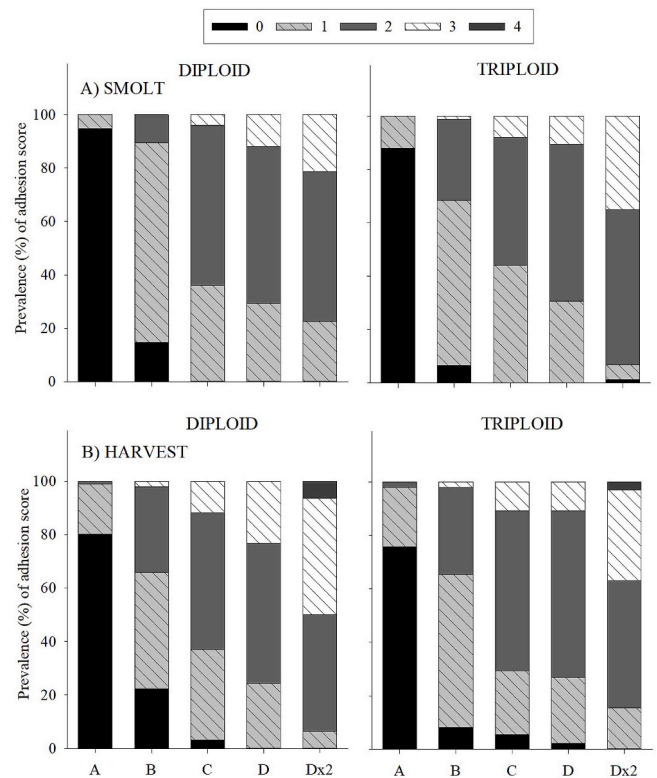 0 1 2 3 4
DIPLOID
TRIPLOID
A) SMOLT
Prevalence (%) of adhesion score
100
80
60
40
20
0
DIPLOID
TRIPLOID
B) HARVEST
Prevalence (%) of adhesion score
100
80
60
40
20
0
A B C D Dx2
A B C D Dx2